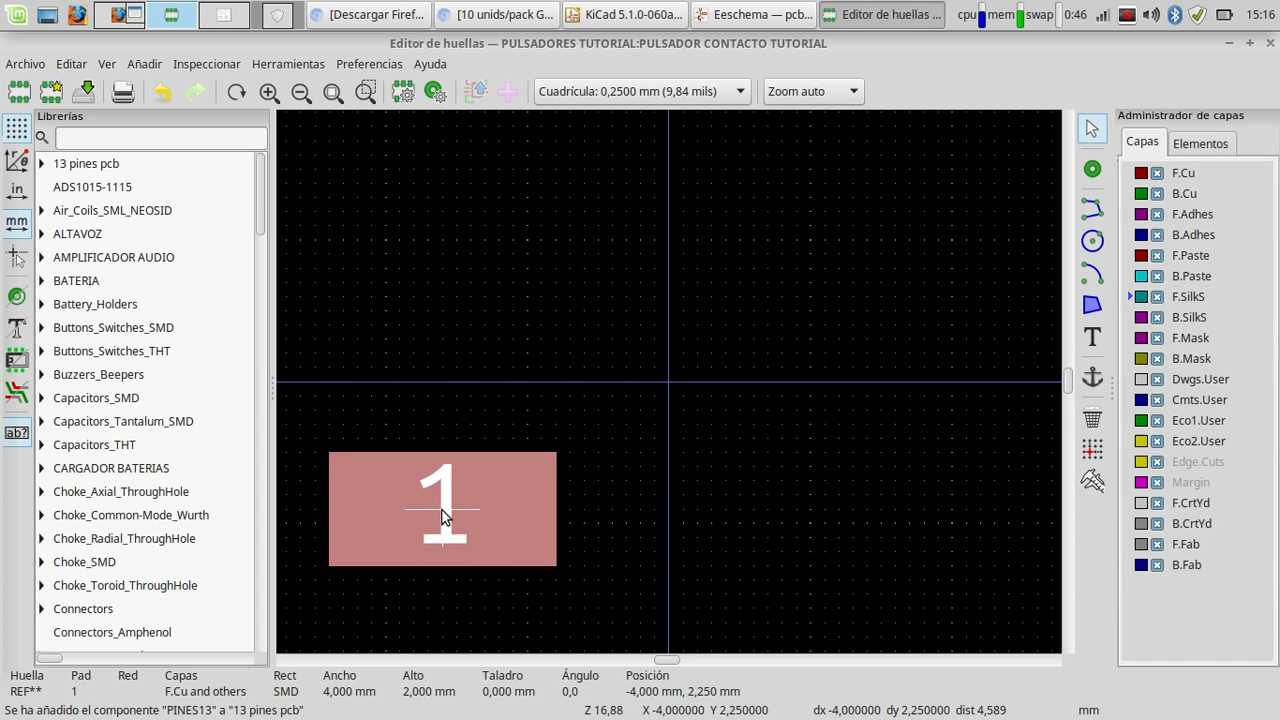 [Descargar Firef...
[10 unids/pack G...
KiCad 5.1.0-060a...
Eeschema — pcb...
Editor de huellas ...
cpu
mem
swap
0:46
15:16
Editor de huellas — PULSADORES TUTORIAL:PULSADOR CONTACTO TUTORIAL
Archivo Editar Ver Añadir Inspeccionar Herramientas Preferencias Ayuda
Cuadrícula: 0,2500 mm (9,84 mils)
Zoom auto
Librerías
in
mm
ab?
13 pines pcb
ADS1015-1115
Air_Coils_SML_NEOSID
ALTAVOZ
AMPLIFICADOR AUDIO
BATERIA
Battery_Holders
Buttons_Switches_SMD
Buttons_Switches_THT
Buzzers_Beepers
Capacitors_SMD
Capacitors_Tantalum_SMD
Capacitors_THT
CARGADOR BATERIAS
Choke_Axial_ThroughHole
Choke_Common-Mode_Wurth
Choke_Radial_ThroughHole
Choke_SMD
Choke_Toroid_ThroughHole
Connectors
Connectors_Amphenol
1
Administrador de capas
Capas Elementos
F.Cu
B.Cu
F.Adhes
B.Adhes
F.Paste
B.Paste
F.SilkS
B.SilkS
F.Mask
B.Mask
Dwgs.User
Cmts.User
Eco1.User
Eco2.User
Edge.Cuts
Margin
F.CrtYd
B.CrtYd
F.Fab
B.Fab
Huella Pad Red Capas Rect Ancho Alto Taladro Ángulo Posición
REF** 1 F.Cu and others SMD 4,000 mm 2,000 mm 0,000 mm 0,0 -4,000 mm, 2,250 mm
Se ha añadido el componente "PINES13" a "13 pines pcb" Z 16,88 X -4,000000 Y 2,250000 dx -4,000000 dy 2,250000 dist 4,589 mm